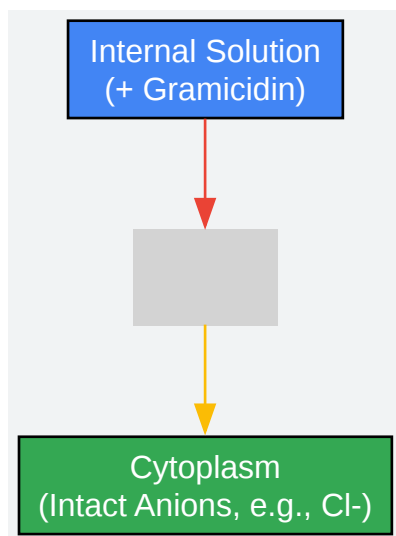 Internal Solution
(+ Gramicidin)
Cytoplasm
(Intact Anions, e.g., Cl-)